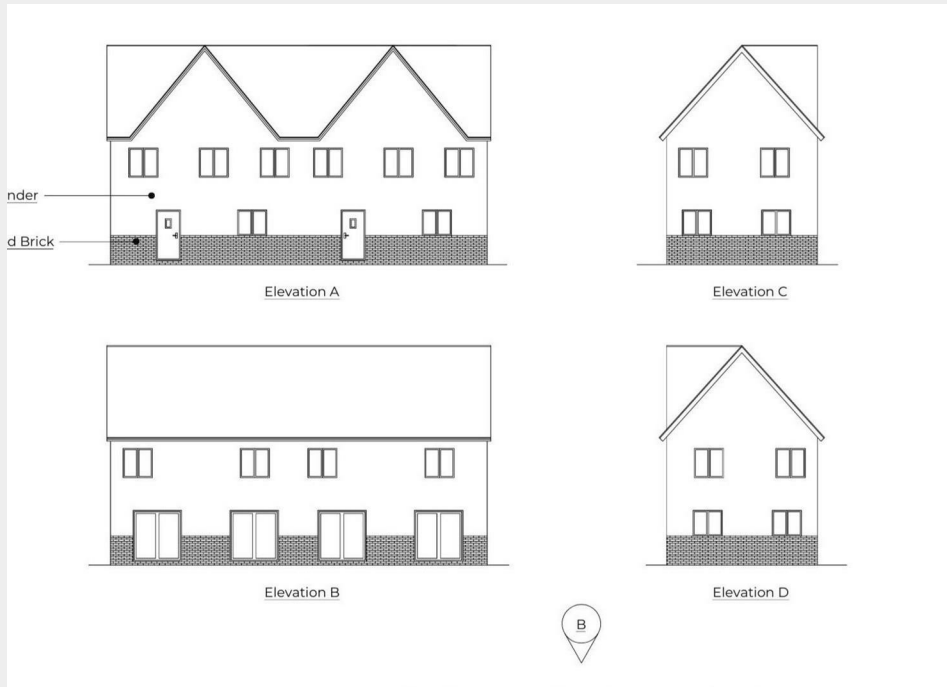 nder
d Brick
Elevation A
Elevation C
Elevation B
Elevation D
B